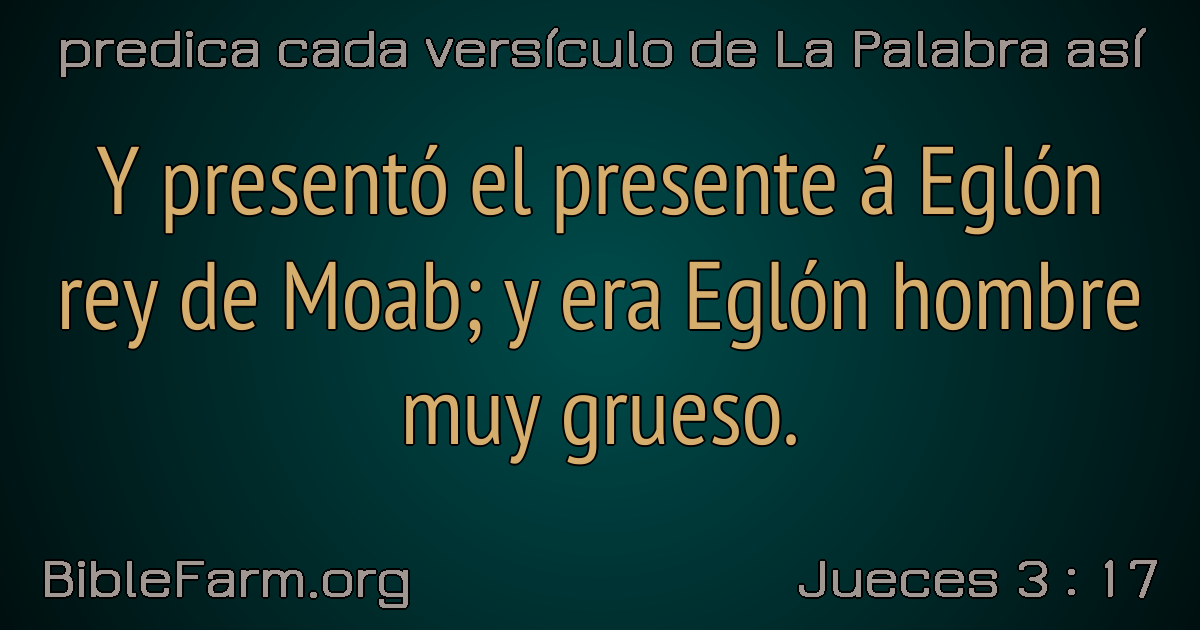 predica cada versículo de La Palabra así
Y presentó el presente á Eglón
rey de Moab; y era Eglón hombre
muy grueso.
BibleFarm.org
Jueces 3 : 17